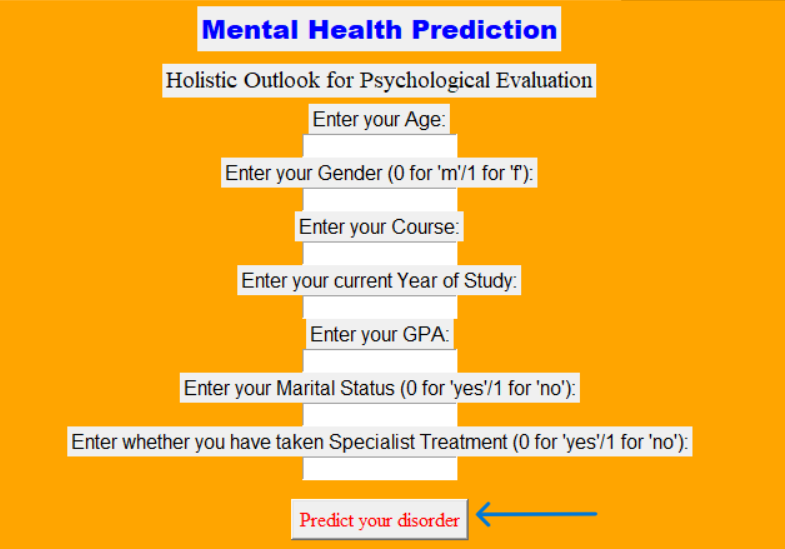 Mental Health Prediction
Holistic Outlook for Psychological Evaluation
Enter your Age:
Enter your Gender (0 for 'm'/1 for 'f'):
Enter your Course:
Enter your current Year of Study:
Enter your GPA:
Enter your Marital Status (0 for 'yes'/1 for 'no'):
Enter whether you have taken Specialist Treatment (0 for 'yes'/1 for 'no'):
Predict your disorder